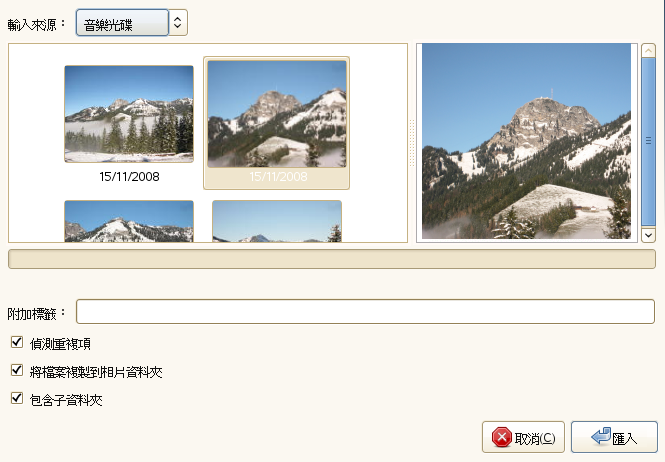 輸入來源：
音樂光碟
15/11/2008
15/11/2008
附加標籤：
偵測重複項
將檔案複製到相片資料夾
包含子資料夾
取消(C)
匯入